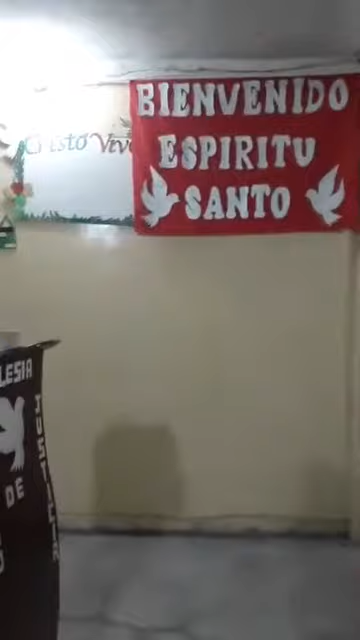 BIENVENIDO
ESPIRITU
SANTO
Cristo Vive
LESIA
DE
JUSTICIA